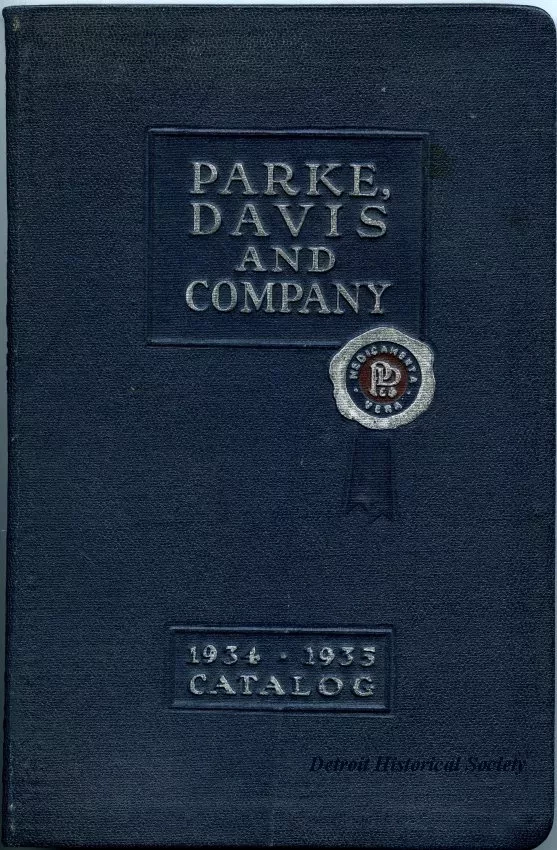 PARKE,
DAVIS
AND
COMPANY
MEDICAMENTA
PD
& Co
VERA
1934 · 1935
CATALOG
Detroit Historical Society